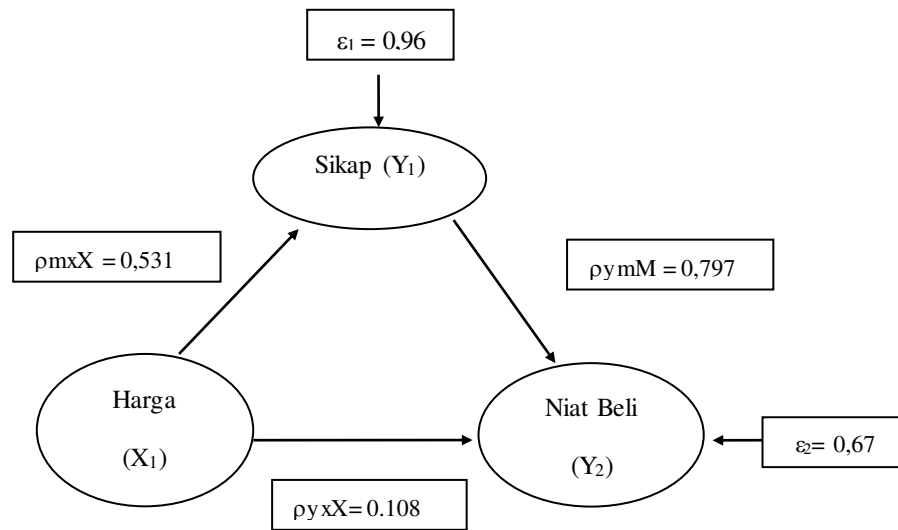 ε₁ = 0,96
Sikap (Y₁)
ρmxX = 0,531
ρymM = 0,797
Harga
(X₁)
Niat Beli
(Y₂)
ε₂= 0,67
ρyxX= 0.108